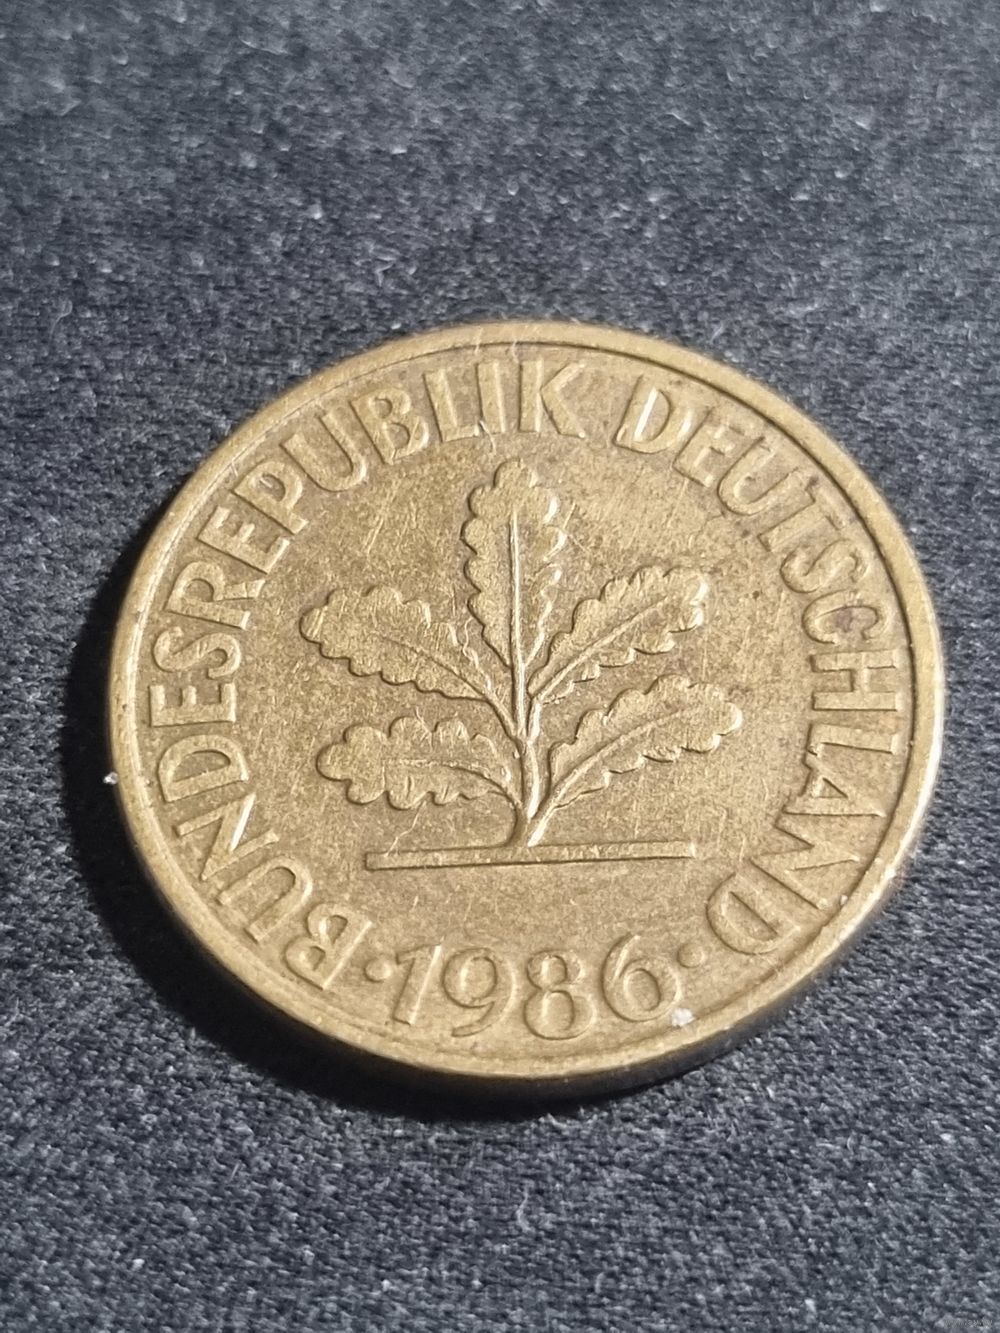 BUNDESREPUBLIK DEUTSCHLAND
· 1986 ·